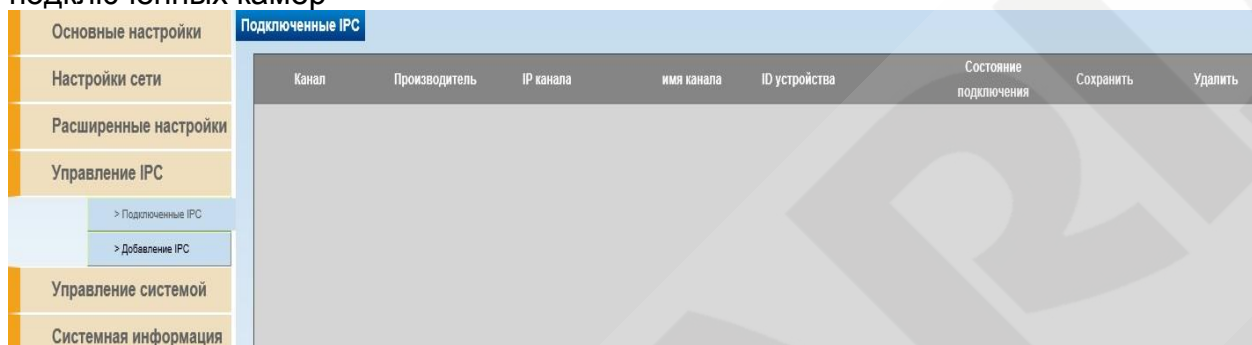 подключенных камер
Основные настройки
Подключенные IPC
Настройки сети
Канал
Производитель
IP канала
имя канала
ID устройства
Состояние
подключения
Сохранить
Удалить
Расширенные настройки
Управление IPC
> Подключенные IPC
> Добавление IPC
Управление системой
Системная информация